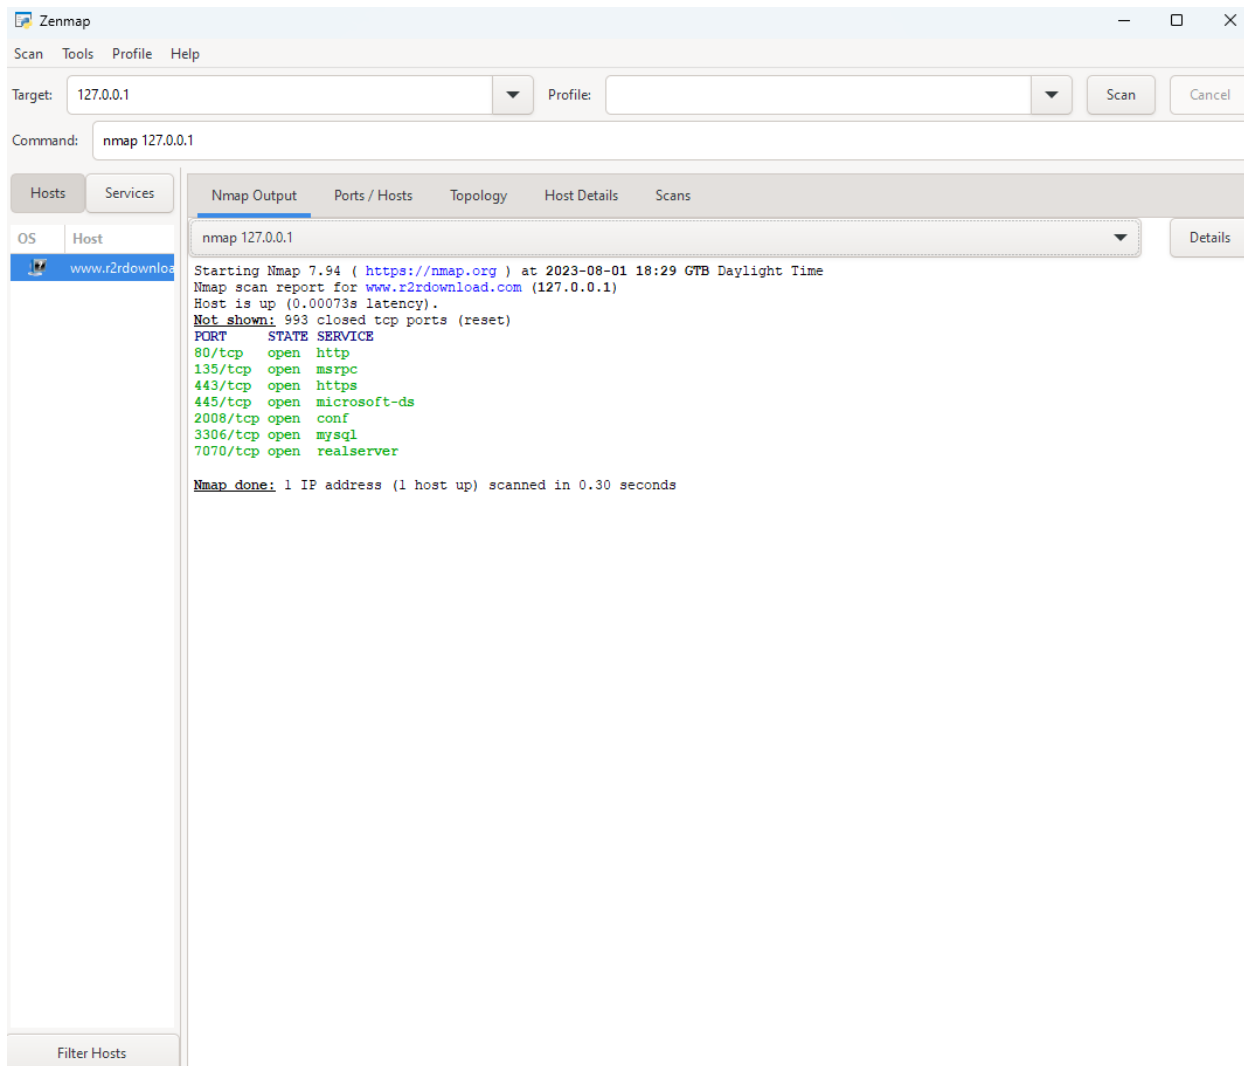 Zenmap
Scan Tools Profile Help
Target: 127.0.0.1 Profile: Scan Cancel
Command: nmap 127.0.0.1
Hosts Services
Nmap Output Ports / Hosts Topology Host Details Scans
OS Host
nmap 127.0.0.1 Details
www.r2rdownloa
Starting Nmap 7.94 ( https://nmap.org ) at 2023-08-01 18:29 GTB Daylight Time
Nmap scan report for www.r2rdownload.com (127.0.0.1)
Host is up (0.00073s latency).
Not shown: 993 closed tcp ports (reset)
PORT STATE SERVICE
80/tcp open http
135/tcp open msrpc
443/tcp open https
445/tcp open microsoft-ds
2008/tcp open conf
3306/tcp open mysql
7070/tcp open realserver
Nmap done: 1 IP address (1 host up) scanned in 0.30 seconds
Filter Hosts